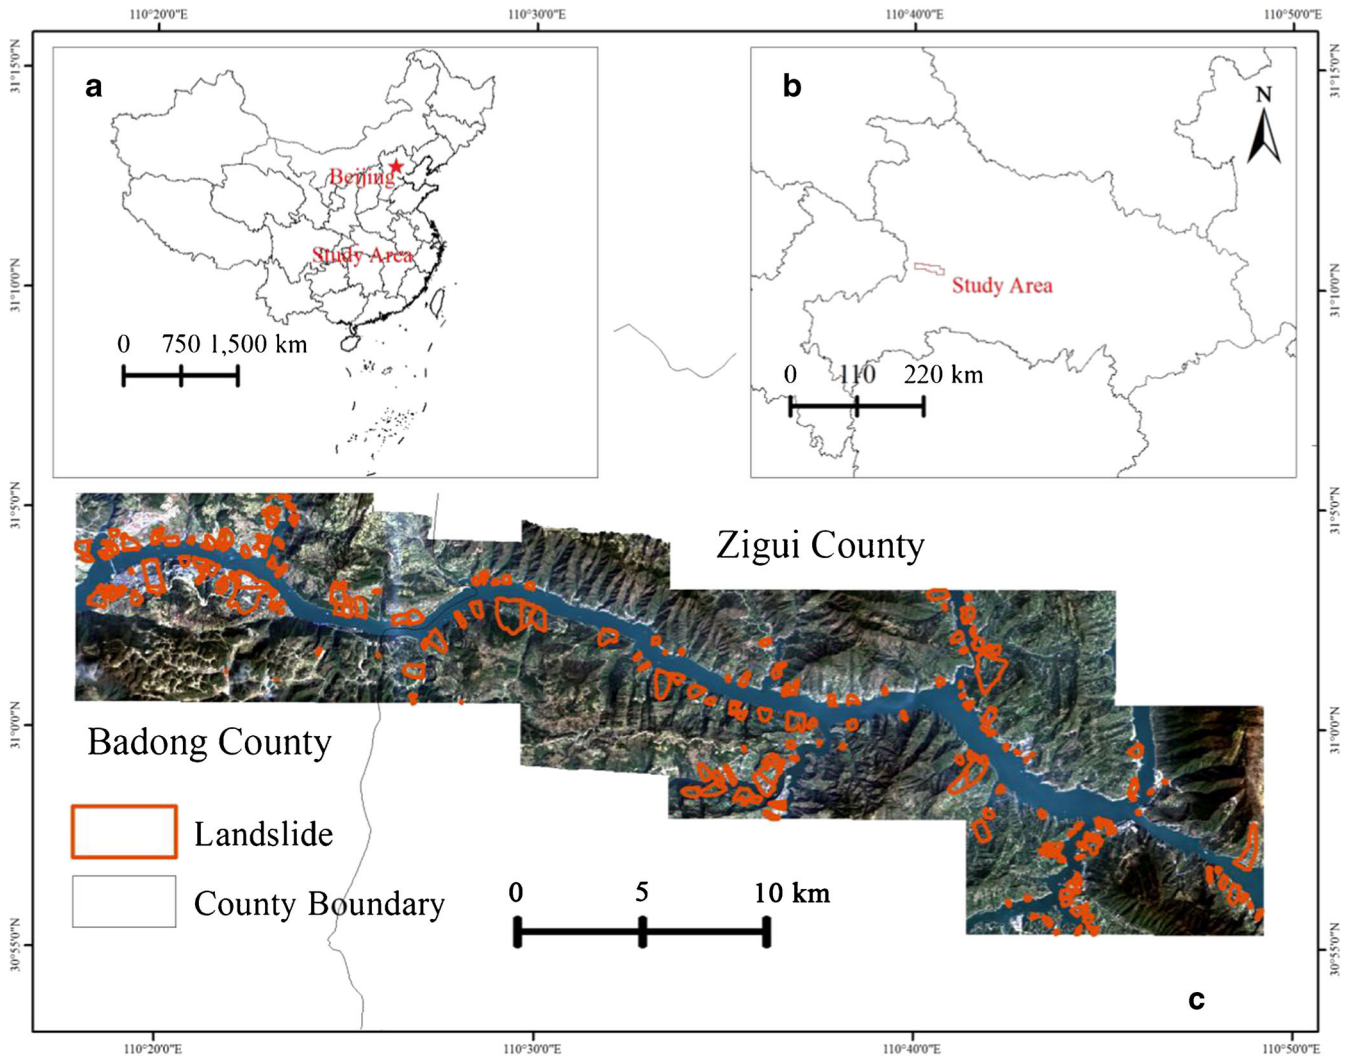 110°20'0"E 110°30'0"E 110°40'0"E 110°50'0"E
31°15'0"N
31°15'0"N
a
b
N
Beijing
Study Area
Study Area
31°10'0"N
31°10'0"N
0 750 1,500 km
0 110 220 km
31°5'0"N
31°5'0"N
Zigui County
31°0'0"N
31°0'0"N
Badong County
Landslide
County Boundary
0 5 10 km
30°55'0"N
30°55'0"N
c
110°20'0"E 110°30'0"E 110°40'0"E 110°50'0"E